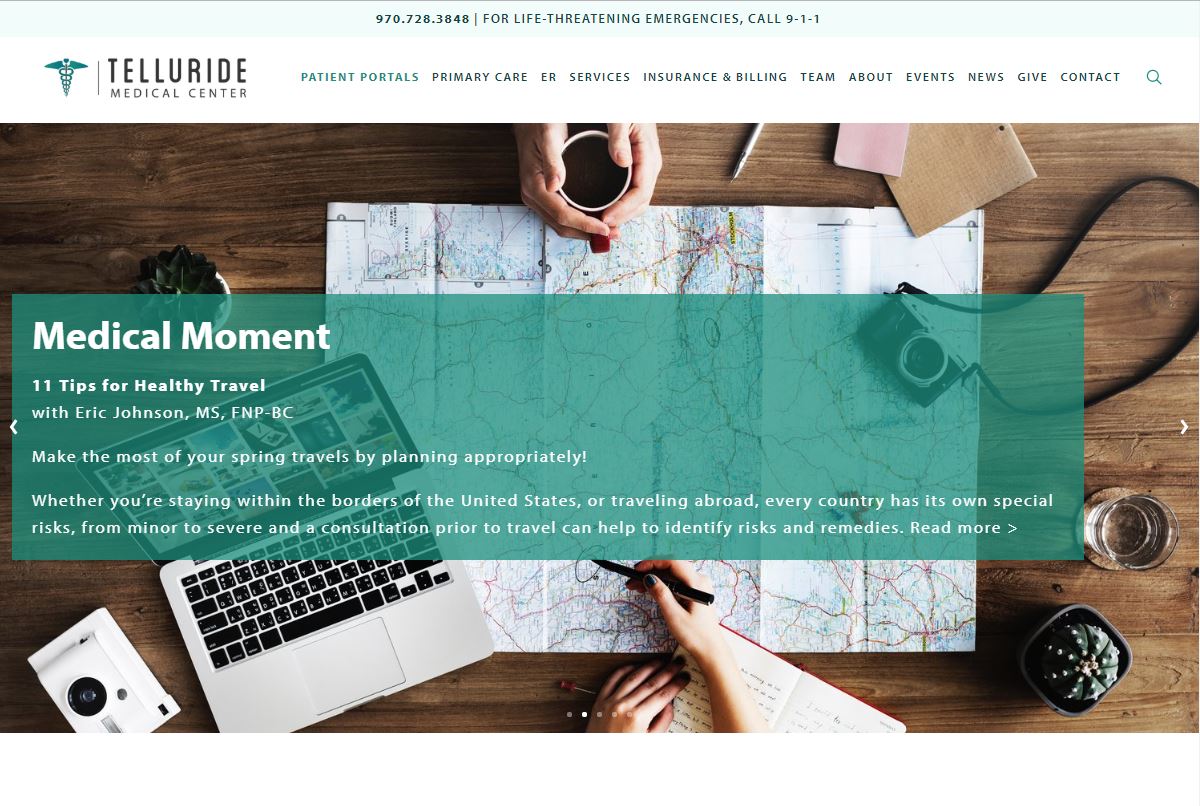 970.728.3848 | FOR LIFE-THREATENING EMERGENCIES, CALL 9-1-1
TELLURIDE
MEDICAL CENTER
PATIENT PORTALS PRIMARY CARE ER SERVICES INSURANCE & BILLING TEAM ABOUT EVENTS NEWS GIVE CONTACT
STOCKHOLM
Medical Moment
11 Tips for Healthy Travel
with Eric Johnson, MS, FNP-BC
‹
›
Make the most of your spring travels by planning appropriately!
Whether you’re staying within the borders of the United States, or traveling abroad, every country has its own special
risks, from minor to severe and a consultation prior to travel can help to identify risks and remedies. Read more >